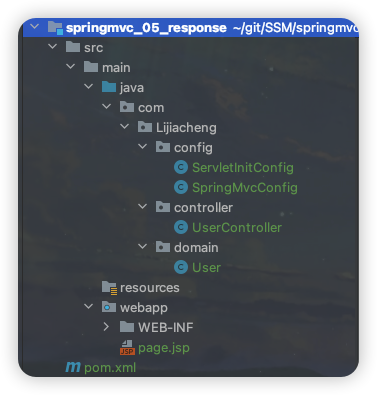 springmvc_05_response ~/git/SSM/springmvc
src
main
java
com
Lijiacheng
config
ServletInitConfig
SpringMvcConfig
controller
UserController
domain
User
resources
webapp
WEB-INF
JSP page.jsp
m pom.xml